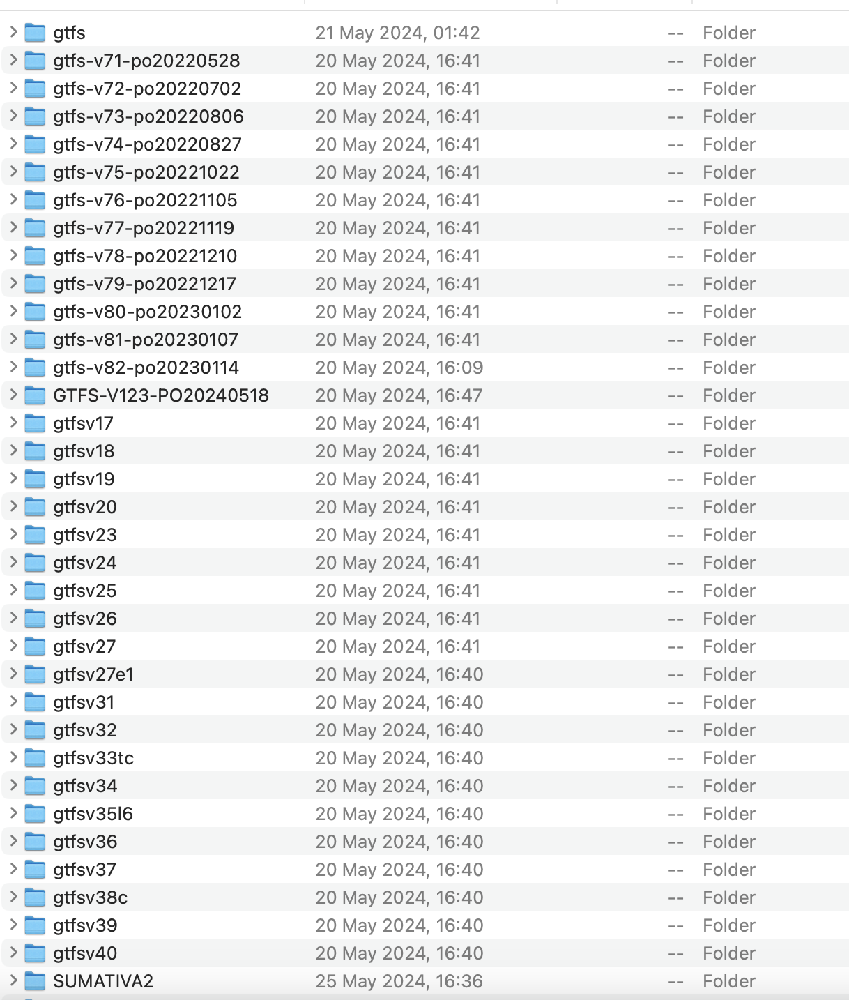 gtfs 21 May 2024, 01:42 -- Folder
gtfs-v71-po20220528 20 May 2024, 16:41 -- Folder
gtfs-v72-po20220702 20 May 2024, 16:41 -- Folder
gtfs-v73-po20220806 20 May 2024, 16:41 -- Folder
gtfs-v74-po20220827 20 May 2024, 16:41 -- Folder
gtfs-v75-po20221022 20 May 2024, 16:41 -- Folder
gtfs-v76-po20221105 20 May 2024, 16:41 -- Folder
gtfs-v77-po20221119 20 May 2024, 16:41 -- Folder
gtfs-v78-po20221210 20 May 2024, 16:41 -- Folder
gtfs-v79-po20221217 20 May 2024, 16:41 -- Folder
gtfs-v80-po20230102 20 May 2024, 16:41 -- Folder
gtfs-v81-po20230107 20 May 2024, 16:41 -- Folder
gtfs-v82-po20230114 20 May 2024, 16:09 -- Folder
GTFS-V123-PO20240518 20 May 2024, 16:47 -- Folder
gtfsv17 20 May 2024, 16:41 -- Folder
gtfsv18 20 May 2024, 16:41 -- Folder
gtfsv19 20 May 2024, 16:41 -- Folder
gtfsv20 20 May 2024, 16:41 -- Folder
gtfsv23 20 May 2024, 16:41 -- Folder
gtfsv24 20 May 2024, 16:41 -- Folder
gtfsv25 20 May 2024, 16:41 -- Folder
gtfsv26 20 May 2024, 16:41 -- Folder
gtfsv27 20 May 2024, 16:41 -- Folder
gtfsv27e1 20 May 2024, 16:40 -- Folder
gtfsv31 20 May 2024, 16:40 -- Folder
gtfsv32 20 May 2024, 16:40 -- Folder
gtfsv33tc 20 May 2024, 16:40 -- Folder
gtfsv34 20 May 2024, 16:40 -- Folder
gtfsv35l6 20 May 2024, 16:40 -- Folder
gtfsv36 20 May 2024, 16:40 -- Folder
gtfsv37 20 May 2024, 16:40 -- Folder
gtfsv38c 20 May 2024, 16:40 -- Folder
gtfsv39 20 May 2024, 16:40 -- Folder
gtfsv40 20 May 2024, 16:40 -- Folder
SUMATIVA2 25 May 2024, 16:36 -- Folder